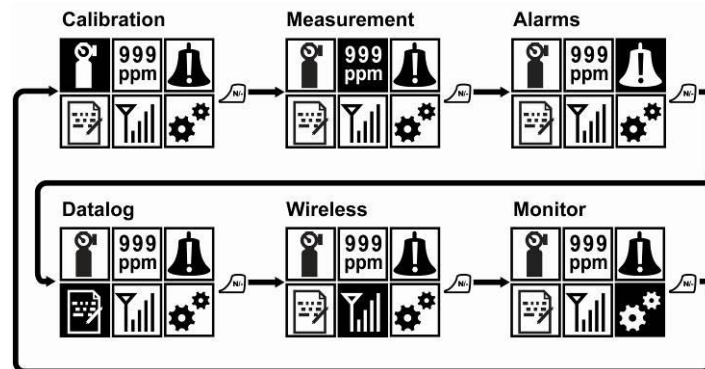 Calibration
Measurement
Alarms
999
ppm
N/-
999
ppm
N/-
999
ppm
N/-
Datalog
Wireless
Monitor
999
ppm
N/-
999
ppm
N/-
999
ppm
N/-